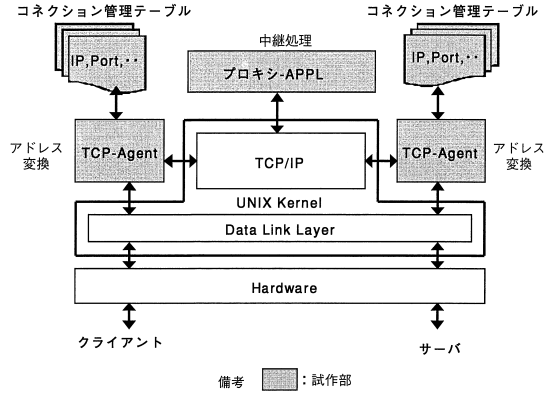 コネクション管理テーブル
コネクション管理テーブル
IP,Port,・・
中継処理
プロキシ-APPL
IP,Port,・・
アドレス
変換
TCP-Agent
TCP/IP
TCP-Agent
アドレス
変換
UNIX Kernel
Data Link Layer
Hardware
クライアント
サーバ
備考 :試作部